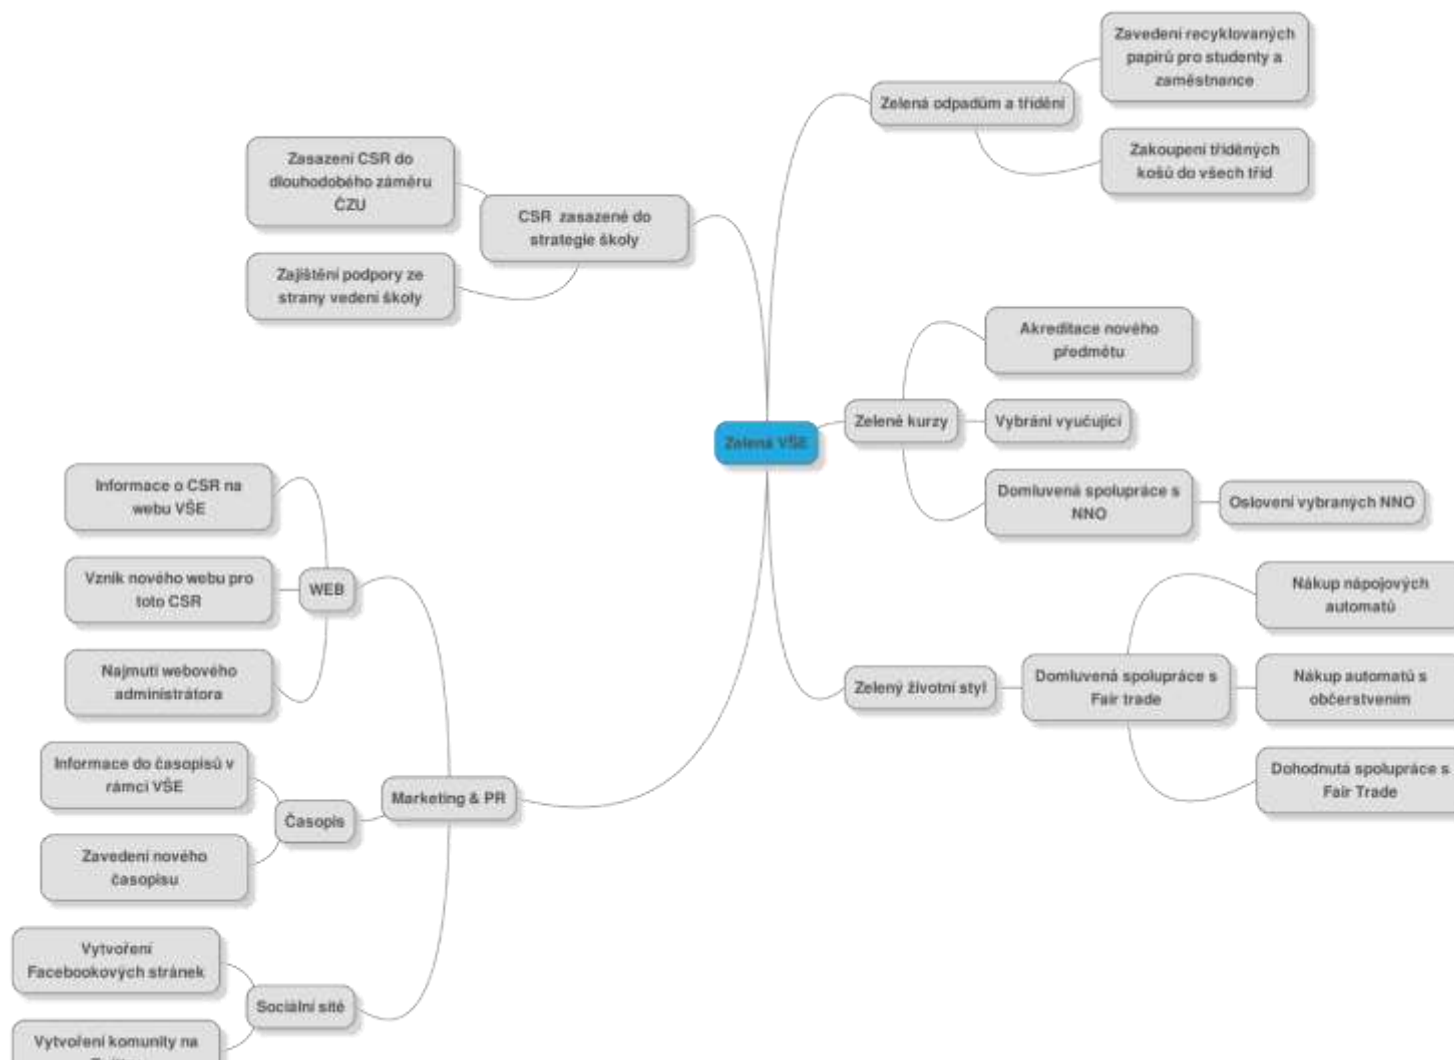 Zavedení recyklovaných
papírů pro studenty a
zaměstnance
Zelená odpadům a třídění
Zakoupení tříděných
košů do všech tříd
Zasazení CSR do
dlouhodobého záměru
ČZU
CSR zasazené do
strategie školy
Zajištění podpory ze
strany vedení školy
Akreditace nového
předmětu
Zelené kurzy
Vybrání vyučující
Zelená VŠE
Domluvená spolupráce s
NNO
Oslovení vybraných NNO
Informace o CSR na
webu VŠE
Vznik nového webu pro
toto CSR
WEB
Najmutí webového
administrátora
Nákup nápojových
automatů
Zelený životní styl
Domluvená spolupráce s
Fair trade
Nákup automatů s
občerstvením
Dohodnutá spolupráce s
Fair Trade
Informace do časopisů v
rámci VŠE
Marketing & PR
Časopis
Zavedení nového
časopisu
Vytvoření
Facebookových stránek
Sociální sítě
Vytvoření komunity na